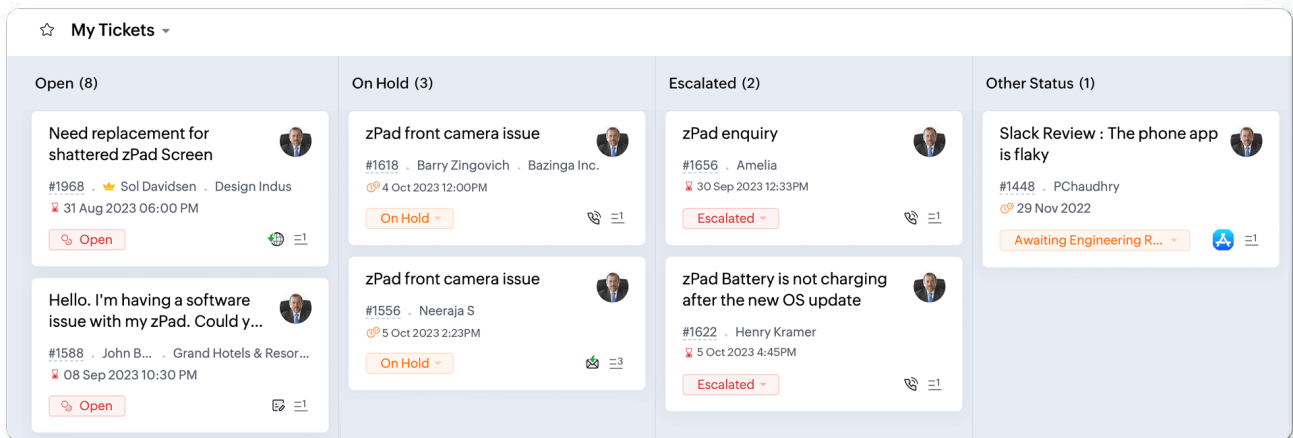 My Tickets
Open (8)
Need replacement for
shattered zPad Screen
#1968 . Sol Davidsen . Design Indus
31 Aug 2023 06:00 PM
Open
1
Hello. I'm having a software
issue with my zPad. Could y...
#1588 . John B... . Grand Hotels & Resor...
08 Sep 2023 10:30 PM
Open
1
On Hold (3)
zPad front camera issue
#1618 . Barry Zingovich . Bazinga Inc.
4 Oct 2023 12:00PM
On Hold
1
zPad front camera issue
#1556 . Neeraja S
5 Oct 2023 2:23PM
On Hold
3
Escalated (2)
zPad enquiry
#1656 . Amelia
30 Sep 2023 12:33PM
Escalated
1
zPad Battery is not charging
after the new OS update
#1622 . Henry Kramer
5 Oct 2023 4:45PM
Escalated
1
Other Status (1)
Slack Review : The phone app
is flaky
#1448 . PChaudhry
29 Nov 2022
Awaiting Engineering R...
1